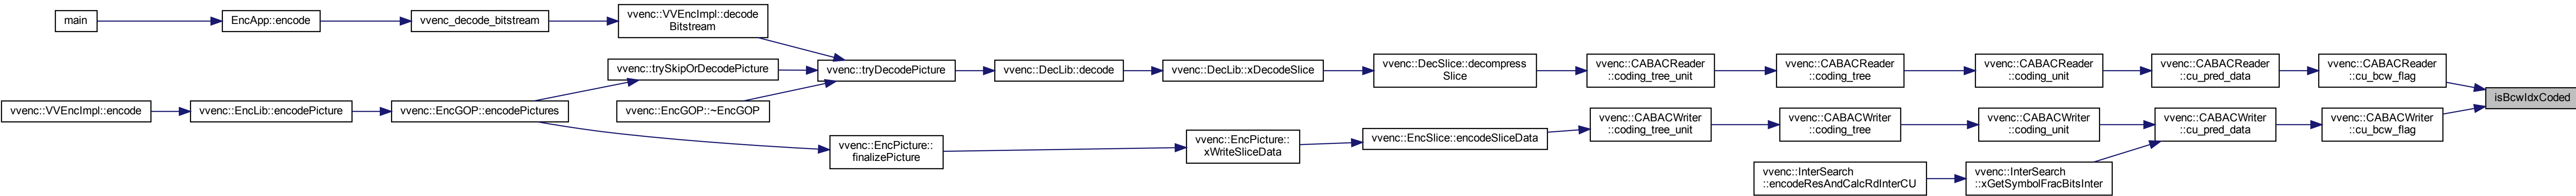 main
EncApp::encode
vvenc_decode_bitstream
vvenc::VVEncImpl::decode
Bitstream
vvenc::tryDecodePicture
vvenc::DecLib::decode
vvenc::DecLib::xDecodeSlice
vvenc::DecSlice::decompress
Slice
vvenc::CABACReader
::coding_tree_unit
vvenc::CABACReader
::coding_tree
vvenc::CABACReader
::coding_unit
vvenc::CABACReader
::cu_pred_data
vvenc::CABACReader
::cu_bcw_flag
isBcwIdxCoded
vvenc::trySkipOrDecodePicture
vvenc::EncGOP::~EncGOP
vvenc::VVEncImpl::encode
vvenc::EncLib::encodePicture
vvenc::EncGOP::encodePictures
vvenc::EncPicture::
finalizePicture
vvenc::EncPicture::
xWriteSliceData
vvenc::EncSlice::encodeSliceData
vvenc::CABACWriter
::coding_tree_unit
vvenc::CABACWriter
::coding_tree
vvenc::CABACWriter
::coding_unit
vvenc::CABACWriter
::cu_pred_data
vvenc::CABACWriter
::cu_bcw_flag
vvenc::InterSearch
::encodeResAndCalcRdInterCU
vvenc::InterSearch
::xGetSymbolFracBitsInter